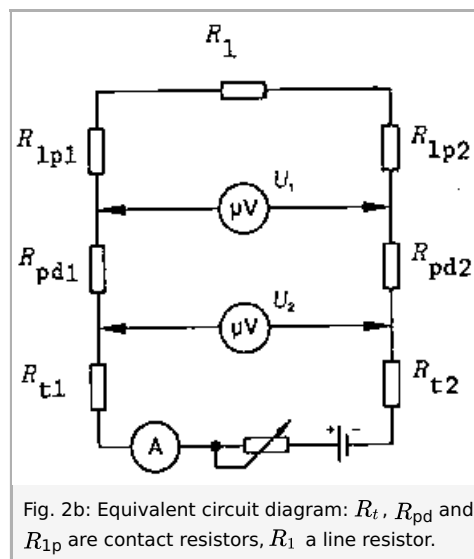 R1
R1p1
R1p2
U1
μV
Rpd1
Rpd2
U2
μV
Rt1
Rt2
A
+ −
Fig. 2b: Equivalent circuit diagram: Rt, Rpd and
R1p are contact resistors, R1 a line resistor.